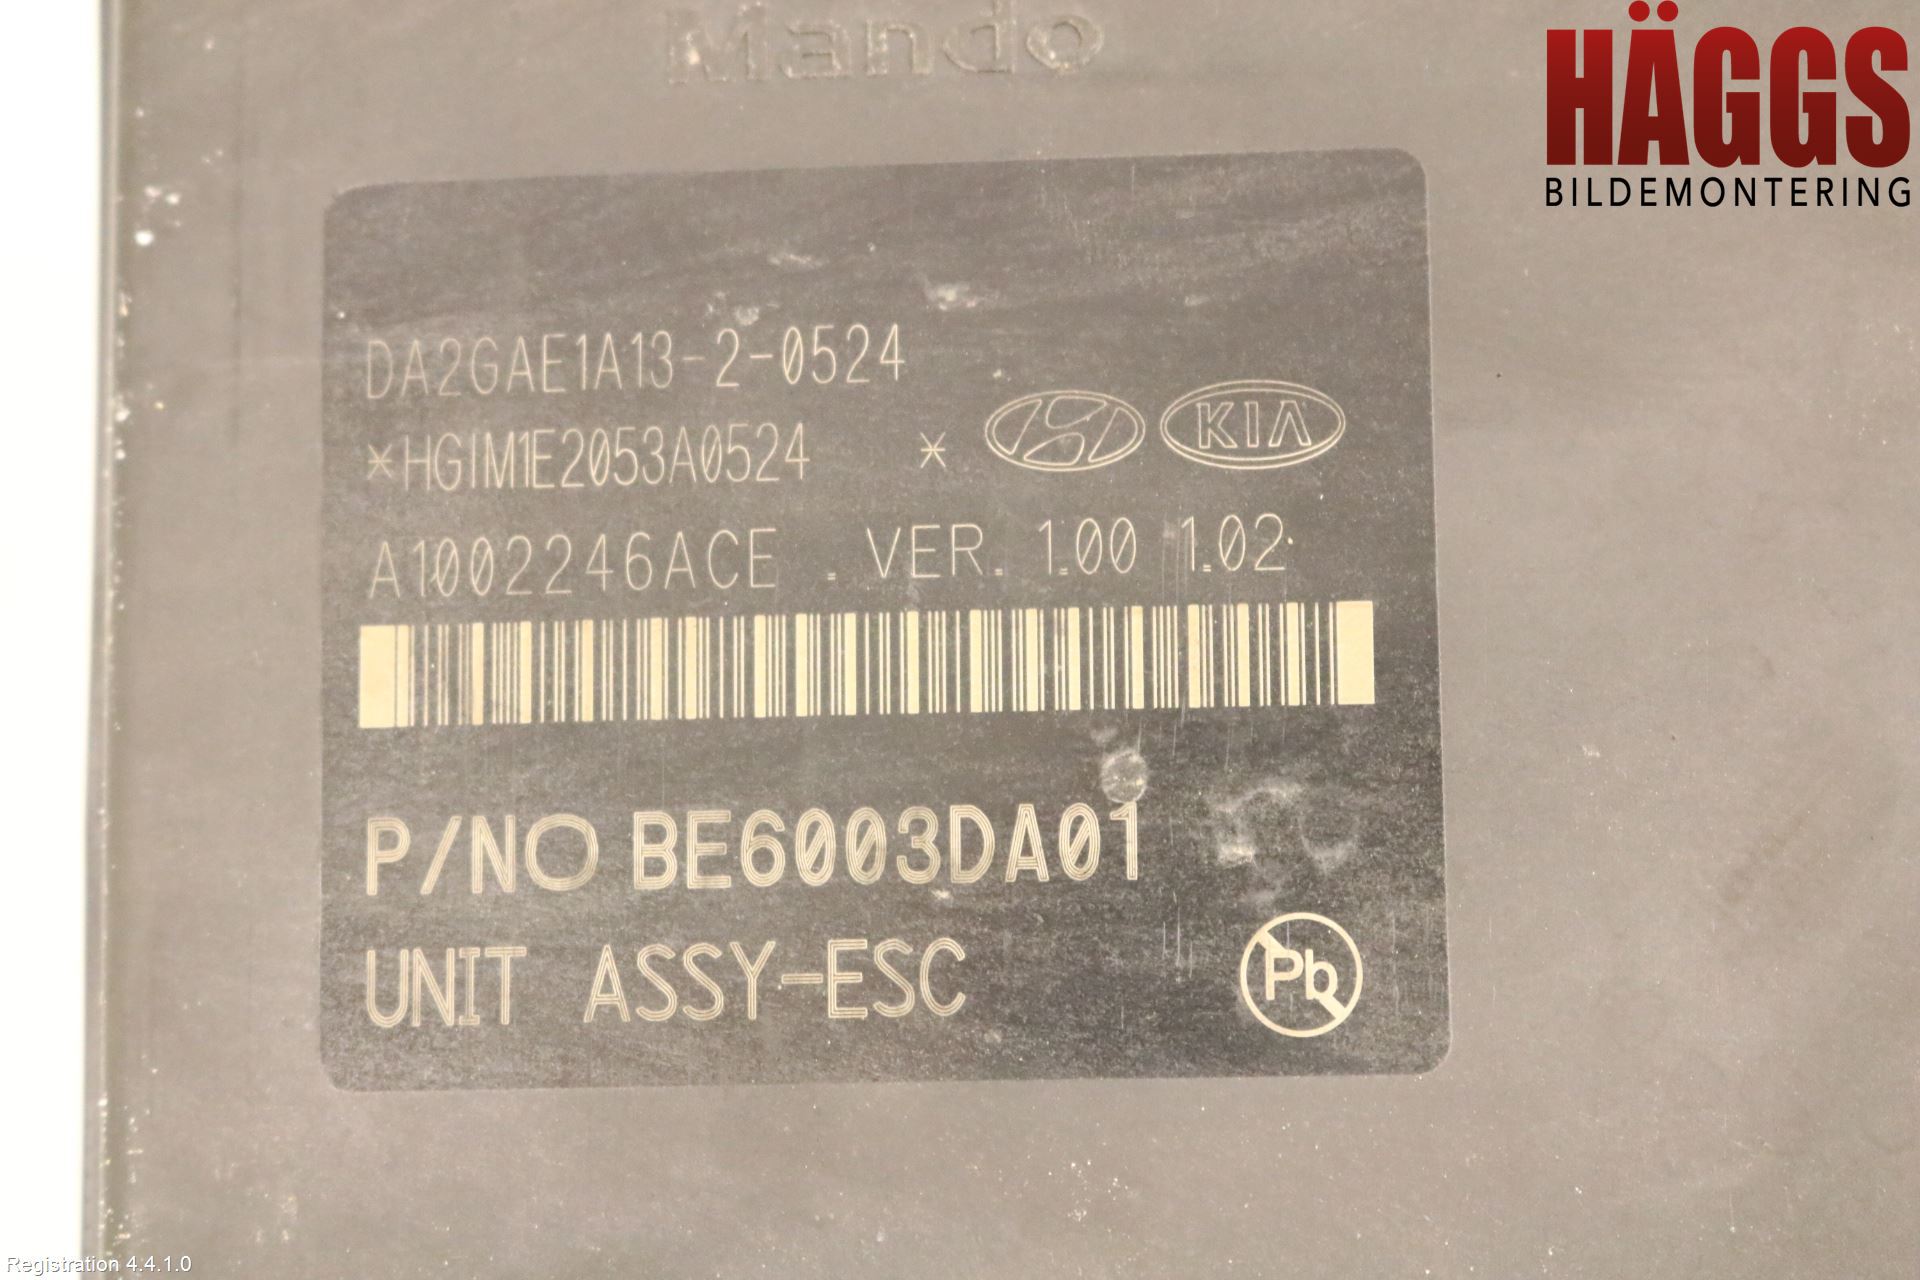 Mando
HÄGGS
BILDEMONTERING
DA2GAE1A13-2-0524
*HGIM1E2053A0524 *
KIA
A1002246ACE . VER. 1.00 1.02
P/NO BE6003DA01
UNIT ASSY-ESC
Pb
Registration 4.4.1.0